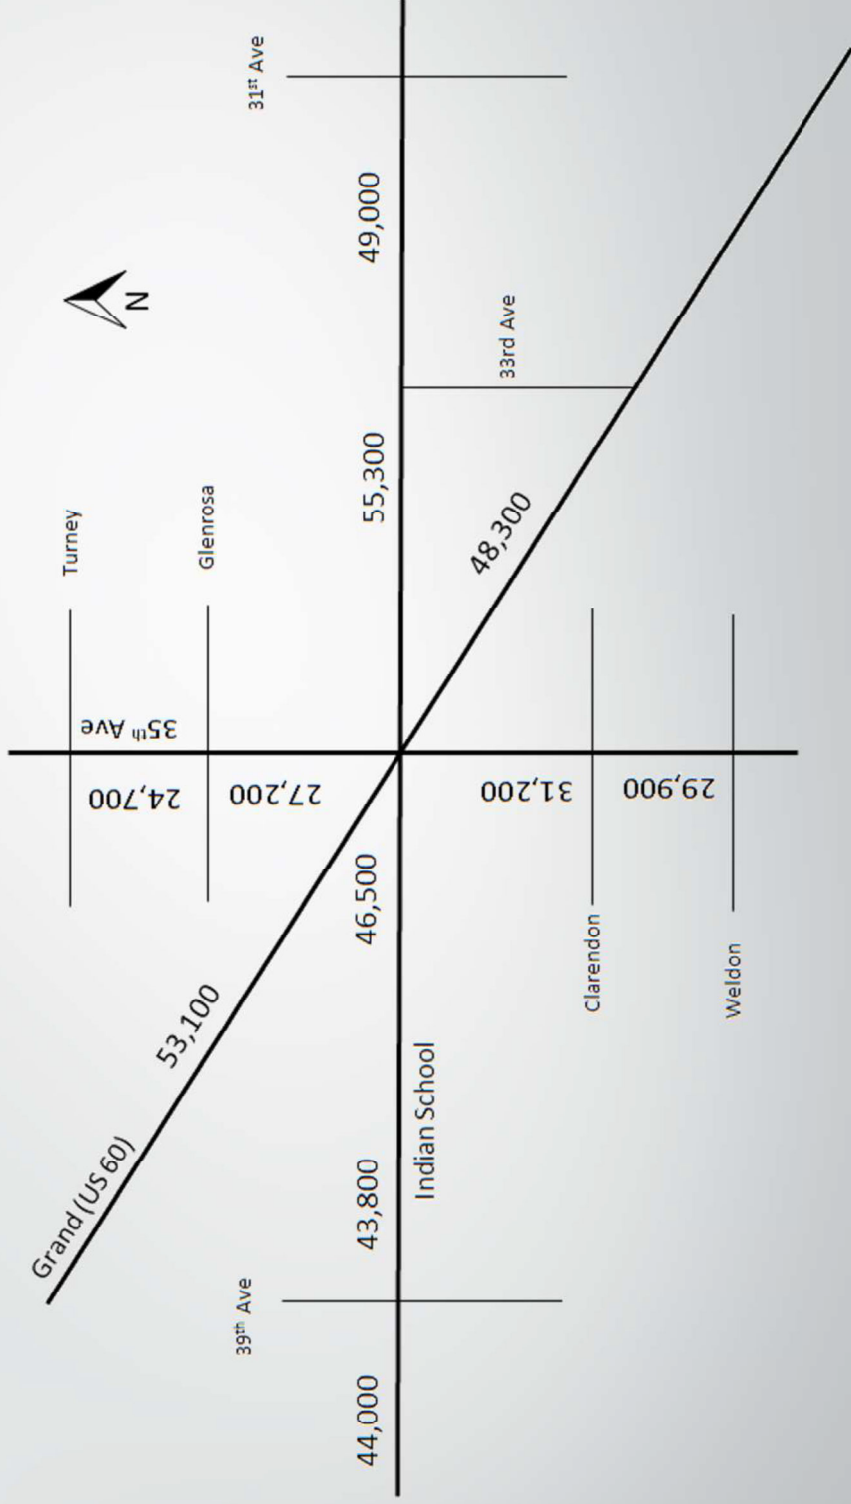 Turney
Grand (US 60)
N
35th Ave
24,700
53,100
Glenrosa
39th Ave
31st Ave
27,200
44,000
43,800
46,500
55,300
49,000
Indian School
48,300
33rd Ave
31,200
Clarendon
29,900
Weldon